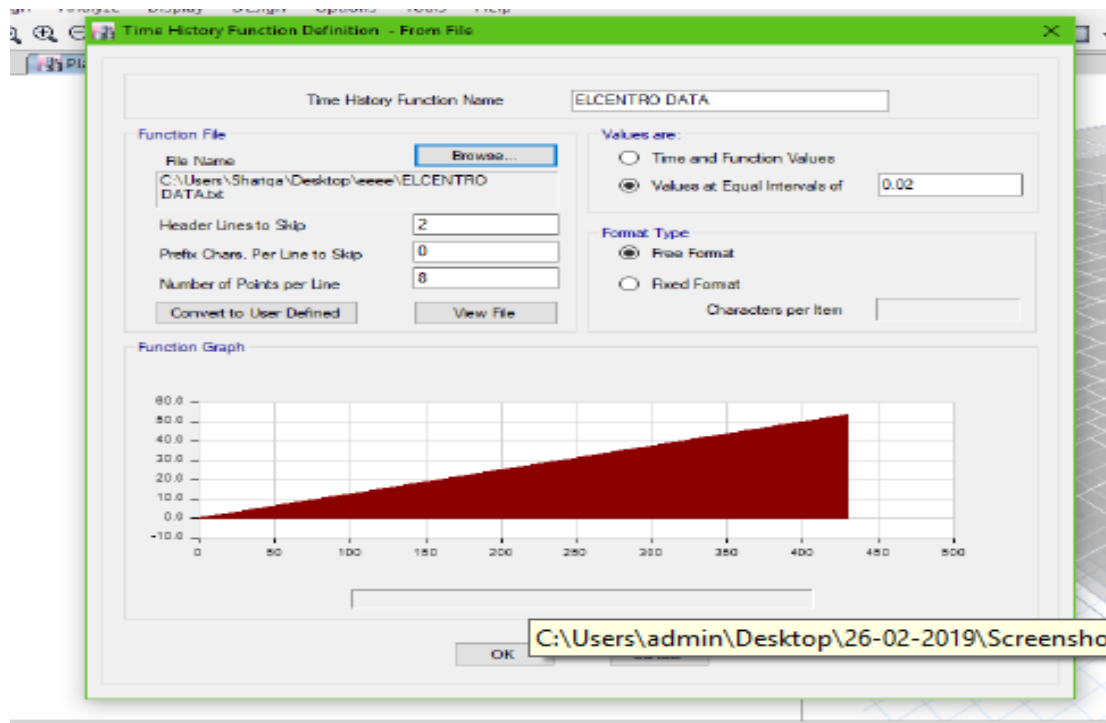 Time History Function Definition - From File
Pla
Time History Function Name ELCENTRO DATA
Function File
File Name Browse...
C:\Users\Shariqa\Desktop\eeee\ELCENTRO
DATA.txt
Header Lines to Skip 2
Prefix Chars. Per Line to Skip 0
Number of Points per Line 8
Convert to User Defined View File
Values are:
Time and Function Values
Values at Equal Intervals of 0.02
Format Type
Free Format
Fixed Format
Characters per Item
Function Graph
60.0
50.0
40.0
30.0
20.0
10.0
0.0
-10.0
0 50 100 150 200 250 300 350 400 450 500
OK
C:\Users\admin\Desktop\26-02-2019\Screensho